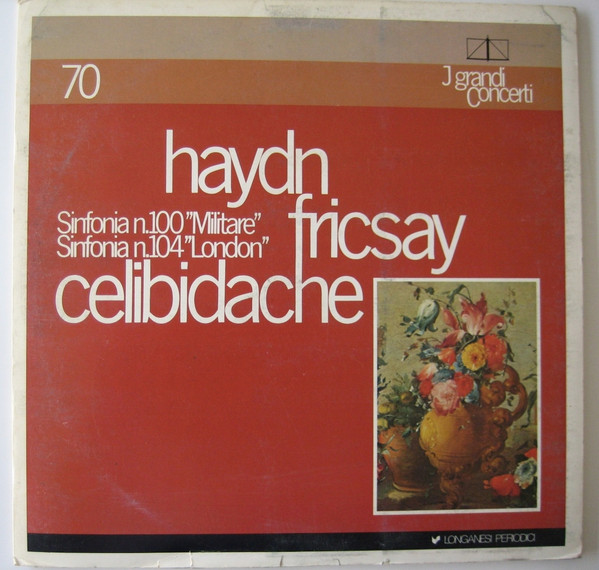 70
J grandi
concerti
haydn
Sinfonia n.100 "Militare"
fricsay
Sinfonia n.104 "London"
celibidache
LONGANESI PERIODICI